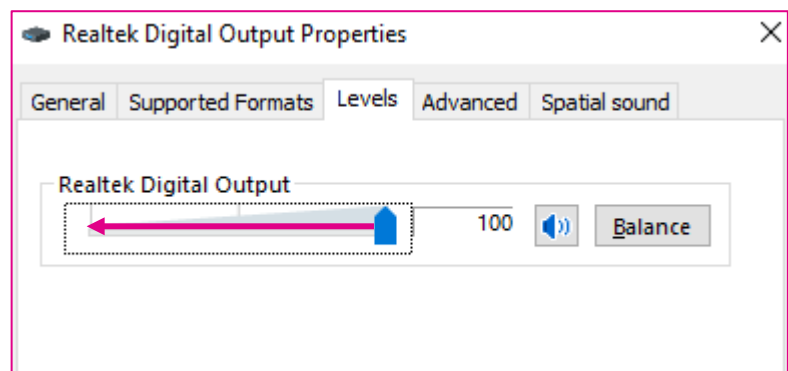 Realtek Digital Output Properties
General Supported Formats Levels Advanced Spatial sound
Realtek Digital Output
100 Balance